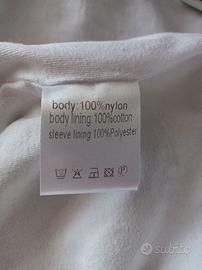 body:100%nylon
body lining:100%cotton
sleeve lining:100%Polyester
subito